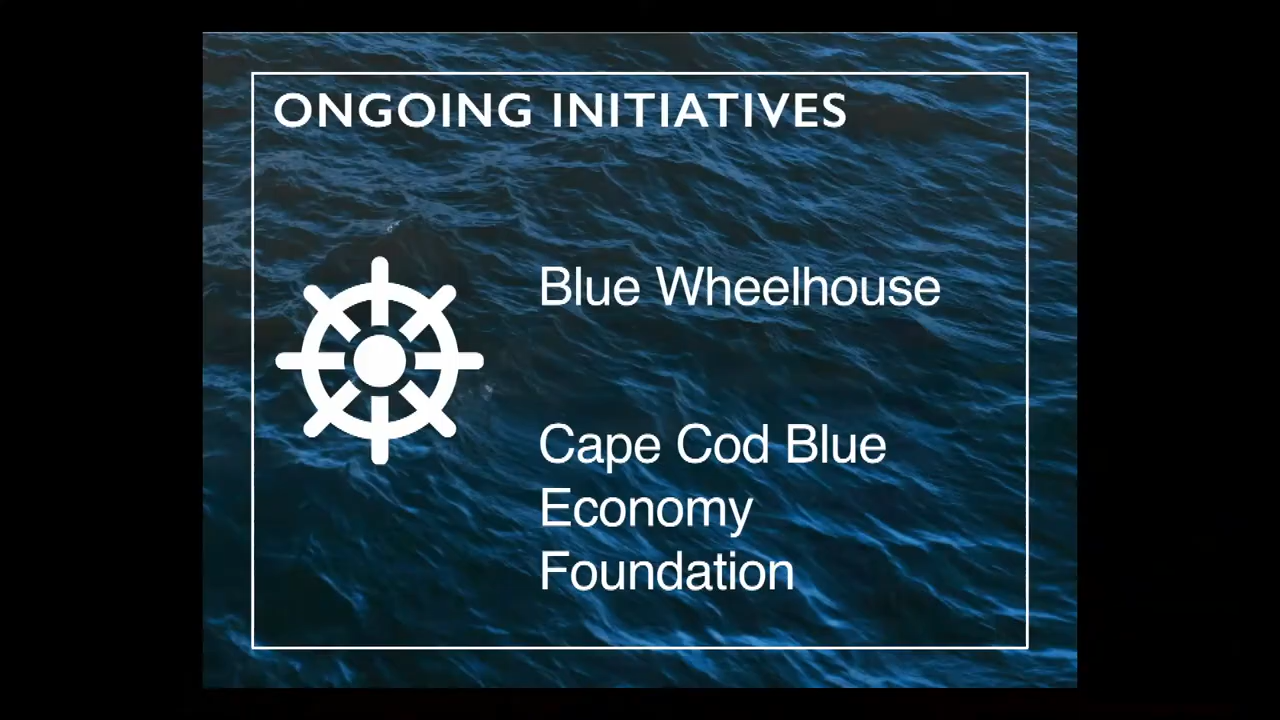 ONGOING INITIATIVES
Blue Wheelhouse
Cape Cod Blue
Economy
Foundation